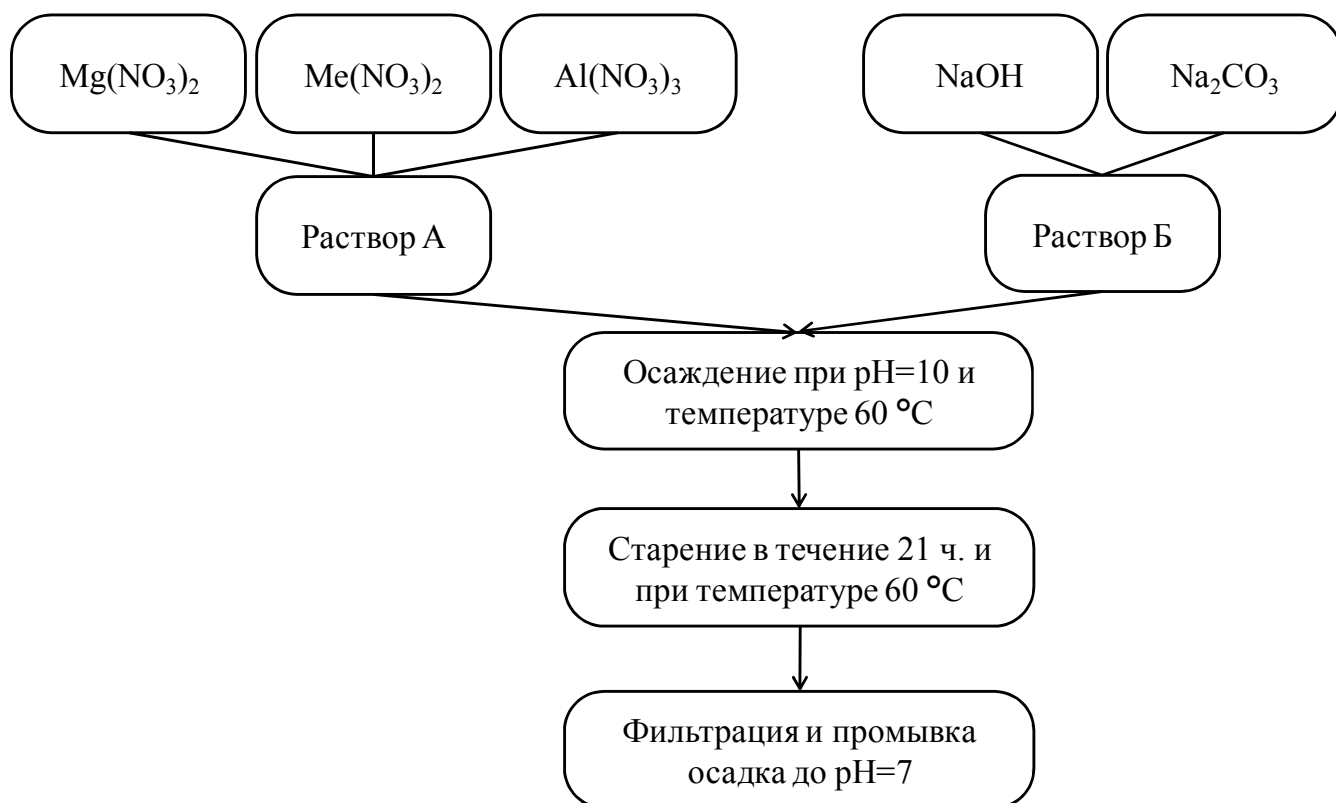 Mg(NO₃)₂
Me(NO₃)₂
Al(NO₃)₃
NaOH
Na₂CO₃
Раствор А
Раствор Б
Осаждение при pH=10 и
температуре 60 °С
Старение в течение 21 ч. и
при температуре 60 °С
Фильтрация и промывка
осадка до pH=7